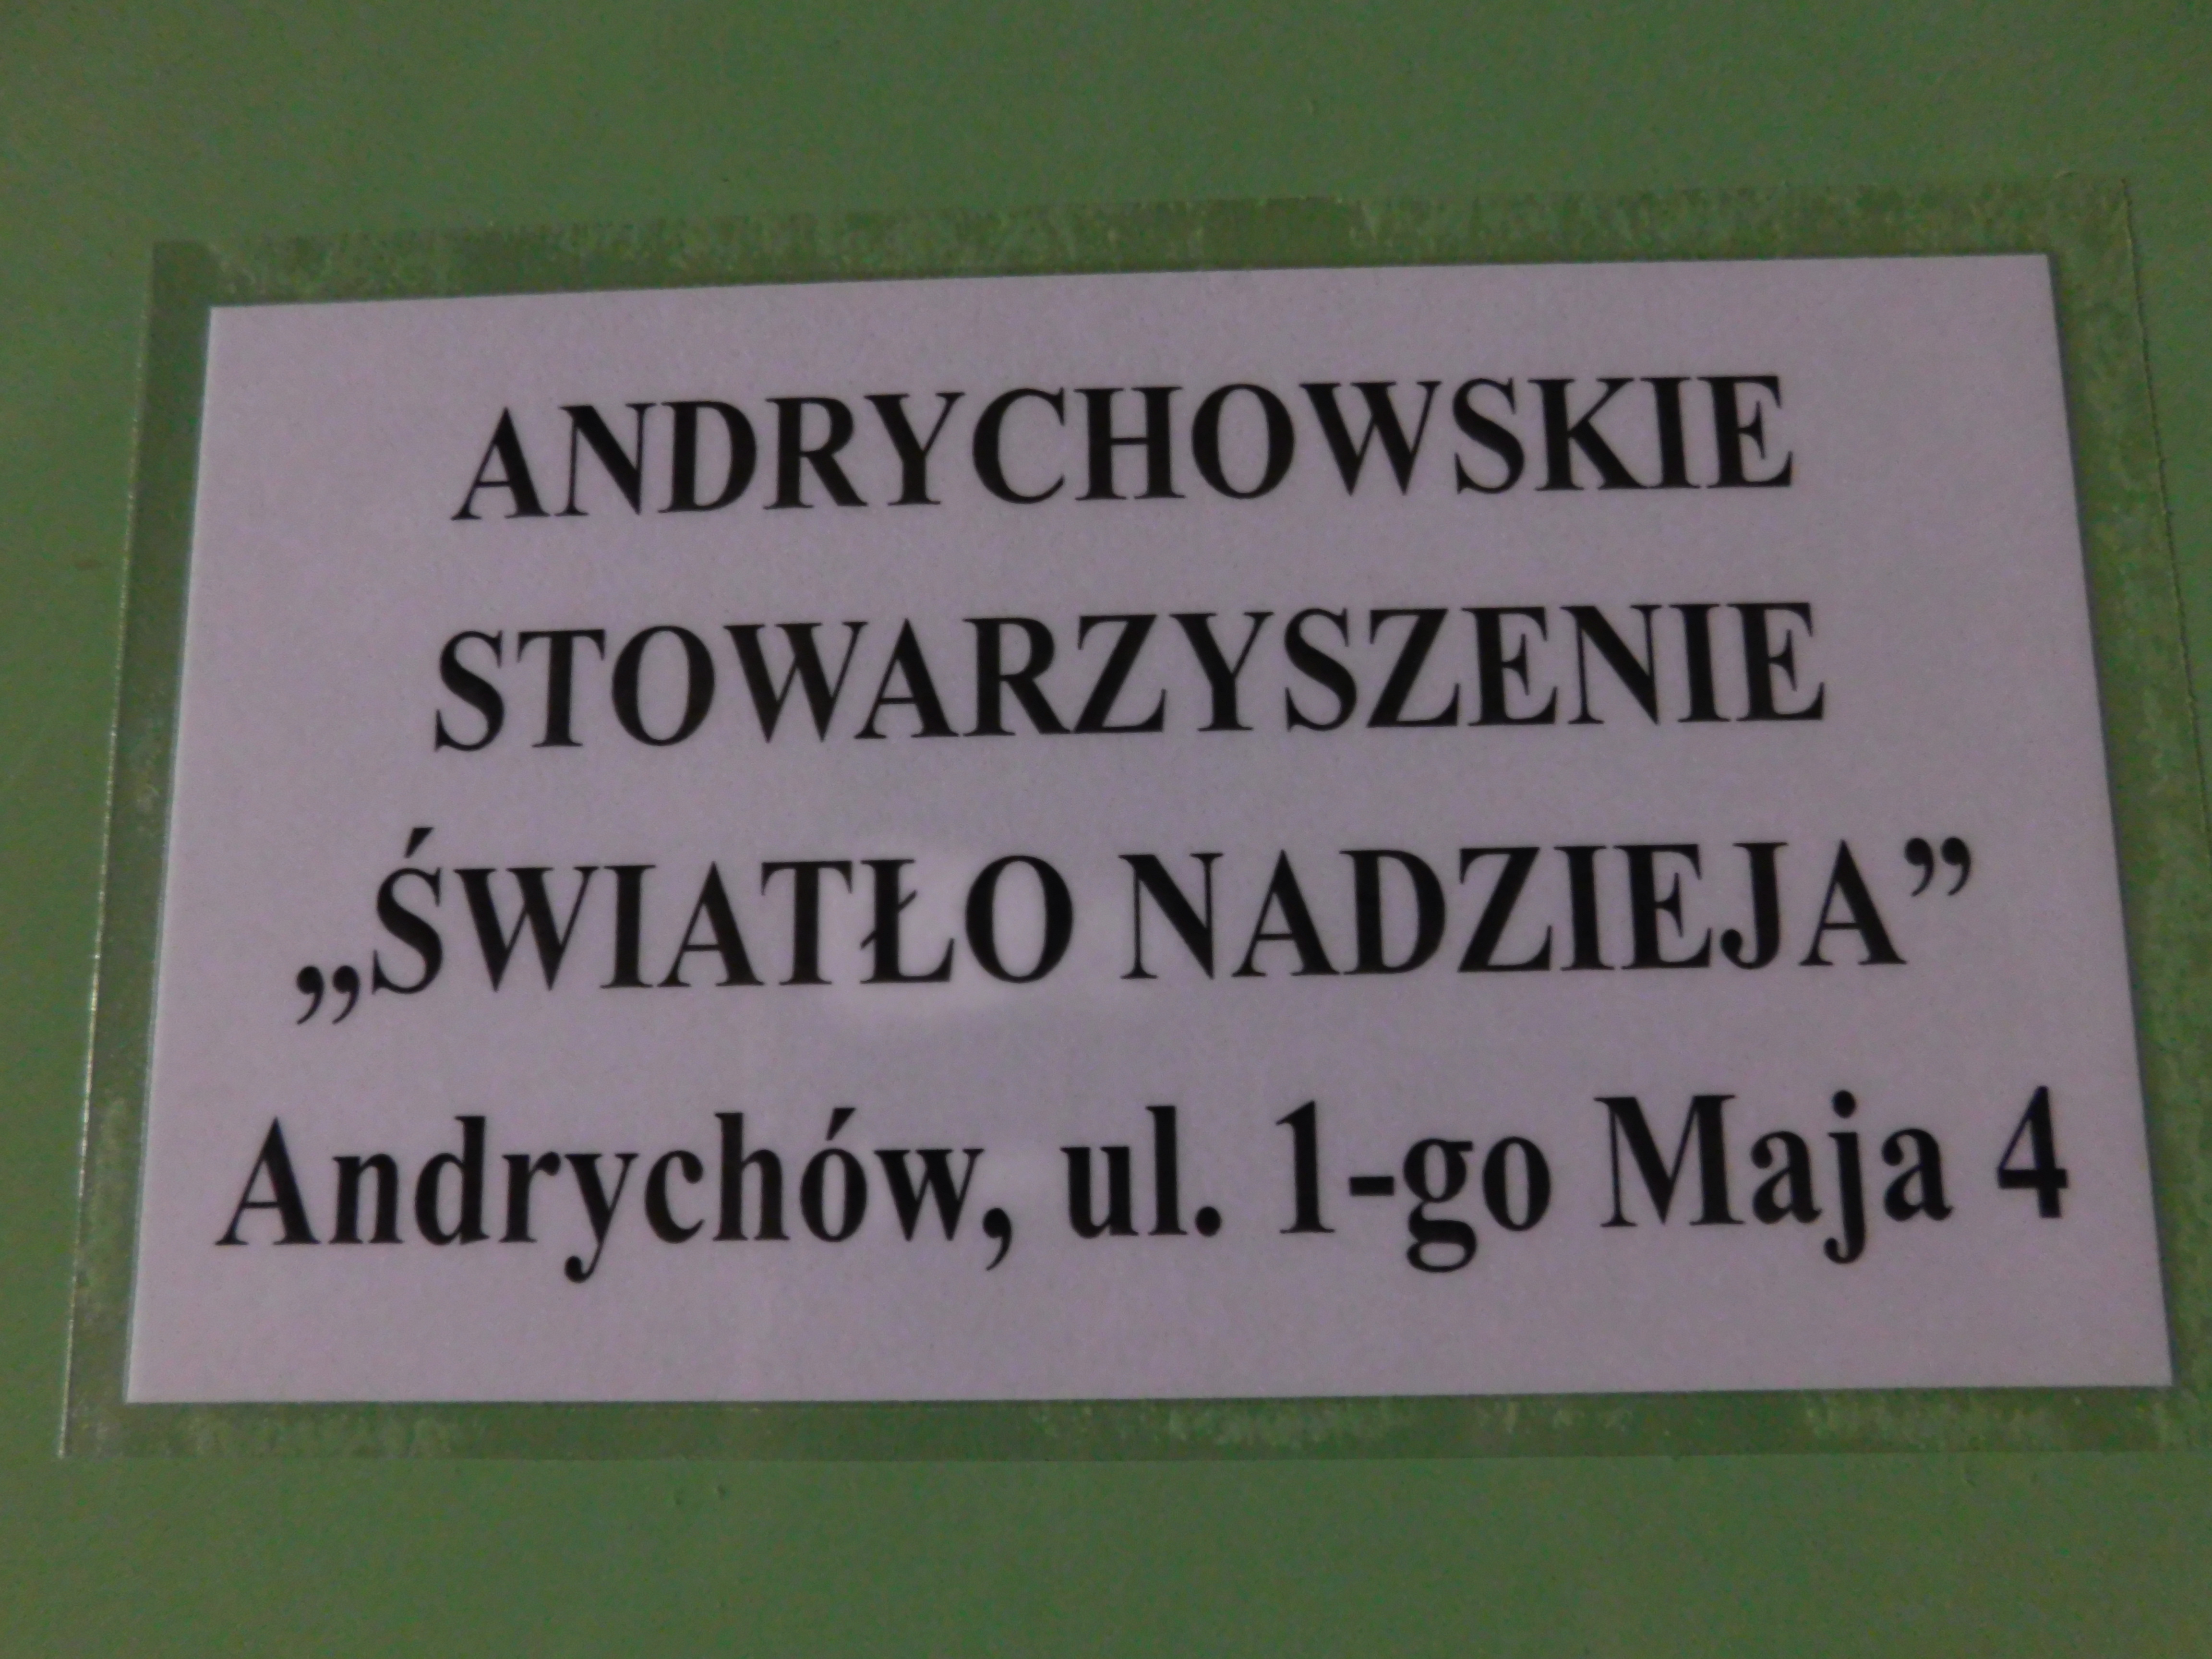 ANDRYCHOWSKIE
STOWARZYSZENIE
„ŚWIATŁO NADZIEJA”
Andrychów, ul. 1-go Maja 4